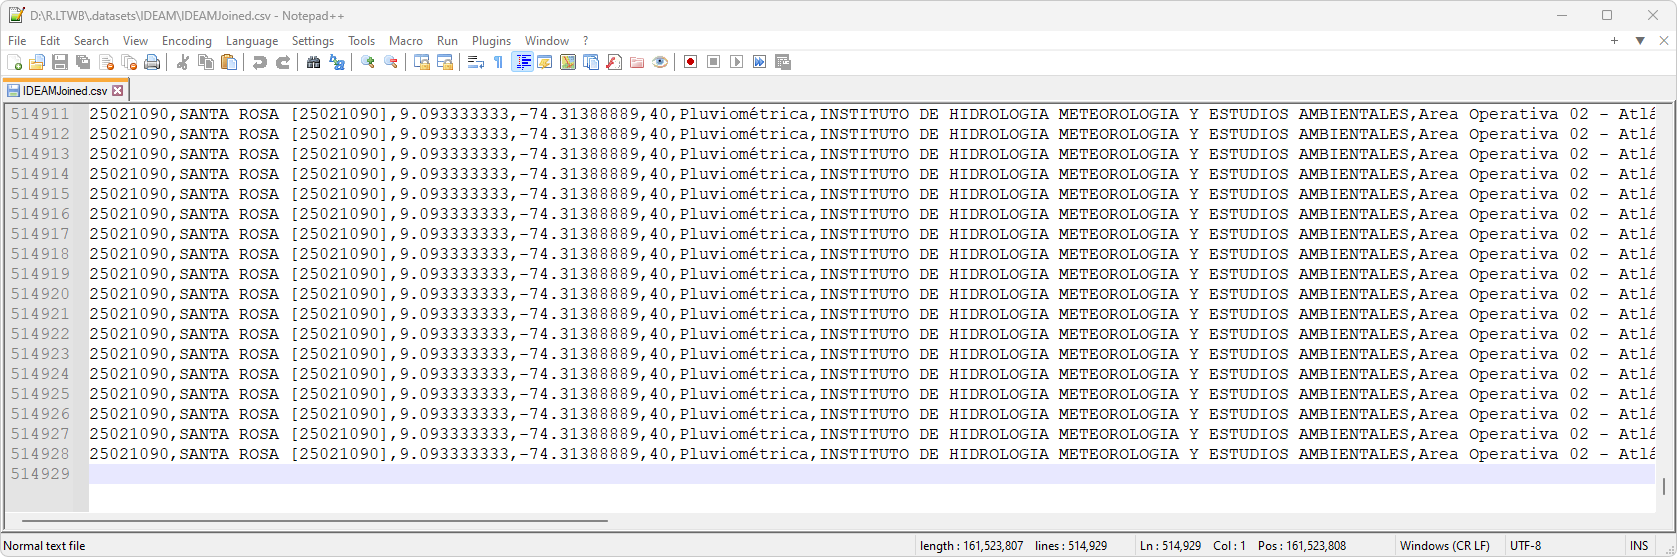 D:\R.LTWB\.datasets\IDEAM\IDEAMJoined.csv - Notepad++
File Edit Search View Encoding Language Settings Tools Macro Run Plugins Window ?
IDEAMJoined.csv
514911 25021090,SANTA ROSA [25021090],9.093333333,-74.31388889,40,Pluviométrica,INSTITUTO DE HIDROLOGIA METEOROLOGIA Y ESTUDIOS AMBIENTALES,Area Operativa 02 - Atlá
514912 25021090,SANTA ROSA [25021090],9.093333333,-74.31388889,40,Pluviométrica,INSTITUTO DE HIDROLOGIA METEOROLOGIA Y ESTUDIOS AMBIENTALES,Area Operativa 02 - Atlá
514913 25021090,SANTA ROSA [25021090],9.093333333,-74.31388889,40,Pluviométrica,INSTITUTO DE HIDROLOGIA METEOROLOGIA Y ESTUDIOS AMBIENTALES,Area Operativa 02 - Atlá
514914 25021090,SANTA ROSA [25021090],9.093333333,-74.31388889,40,Pluviométrica,INSTITUTO DE HIDROLOGIA METEOROLOGIA Y ESTUDIOS AMBIENTALES,Area Operativa 02 - Atlá
514915 25021090,SANTA ROSA [25021090],9.093333333,-74.31388889,40,Pluviométrica,INSTITUTO DE HIDROLOGIA METEOROLOGIA Y ESTUDIOS AMBIENTALES,Area Operativa 02 - Atlá
514916 25021090,SANTA ROSA [25021090],9.093333333,-74.31388889,40,Pluviométrica,INSTITUTO DE HIDROLOGIA METEOROLOGIA Y ESTUDIOS AMBIENTALES,Area Operativa 02 - Atlá
514917 25021090,SANTA ROSA [25021090],9.093333333,-74.31388889,40,Pluviométrica,INSTITUTO DE HIDROLOGIA METEOROLOGIA Y ESTUDIOS AMBIENTALES,Area Operativa 02 - Atlá
514918 25021090,SANTA ROSA [25021090],9.093333333,-74.31388889,40,Pluviométrica,INSTITUTO DE HIDROLOGIA METEOROLOGIA Y ESTUDIOS AMBIENTALES,Area Operativa 02 - Atlá
514919 25021090,SANTA ROSA [25021090],9.093333333,-74.31388889,40,Pluviométrica,INSTITUTO DE HIDROLOGIA METEOROLOGIA Y ESTUDIOS AMBIENTALES,Area Operativa 02 - Atlá
514920 25021090,SANTA ROSA [25021090],9.093333333,-74.31388889,40,Pluviométrica,INSTITUTO DE HIDROLOGIA METEOROLOGIA Y ESTUDIOS AMBIENTALES,Area Operativa 02 - Atlá
514921 25021090,SANTA ROSA [25021090],9.093333333,-74.31388889,40,Pluviométrica,INSTITUTO DE HIDROLOGIA METEOROLOGIA Y ESTUDIOS AMBIENTALES,Area Operativa 02 - Atlá
514922 25021090,SANTA ROSA [25021090],9.093333333,-74.31388889,40,Pluviométrica,INSTITUTO DE HIDROLOGIA METEOROLOGIA Y ESTUDIOS AMBIENTALES,Area Operativa 02 - Atlá
514923 25021090,SANTA ROSA [25021090],9.093333333,-74.31388889,40,Pluviométrica,INSTITUTO DE HIDROLOGIA METEOROLOGIA Y ESTUDIOS AMBIENTALES,Area Operativa 02 - Atlá
514924 25021090,SANTA ROSA [25021090],9.093333333,-74.31388889,40,Pluviométrica,INSTITUTO DE HIDROLOGIA METEOROLOGIA Y ESTUDIOS AMBIENTALES,Area Operativa 02 - Atlá
514925 25021090,SANTA ROSA [25021090],9.093333333,-74.31388889,40,Pluviométrica,INSTITUTO DE HIDROLOGIA METEOROLOGIA Y ESTUDIOS AMBIENTALES,Area Operativa 02 - Atlá
514926 25021090,SANTA ROSA [25021090],9.093333333,-74.31388889,40,Pluviométrica,INSTITUTO DE HIDROLOGIA METEOROLOGIA Y ESTUDIOS AMBIENTALES,Area Operativa 02 - Atlá
514927 25021090,SANTA ROSA [25021090],9.093333333,-74.31388889,40,Pluviométrica,INSTITUTO DE HIDROLOGIA METEOROLOGIA Y ESTUDIOS AMBIENTALES,Area Operativa 02 - Atlá
514928 25021090,SANTA ROSA [25021090],9.093333333,-74.31388889,40,Pluviométrica,INSTITUTO DE HIDROLOGIA METEOROLOGIA Y ESTUDIOS AMBIENTALES,Area Operativa 02 - Atlá
514929
Normal text file length : 161,523,807 lines : 514,929 Ln : 514,929 Col : 1 Pos : 161,523,808 Windows (CR LF) UTF-8 INS